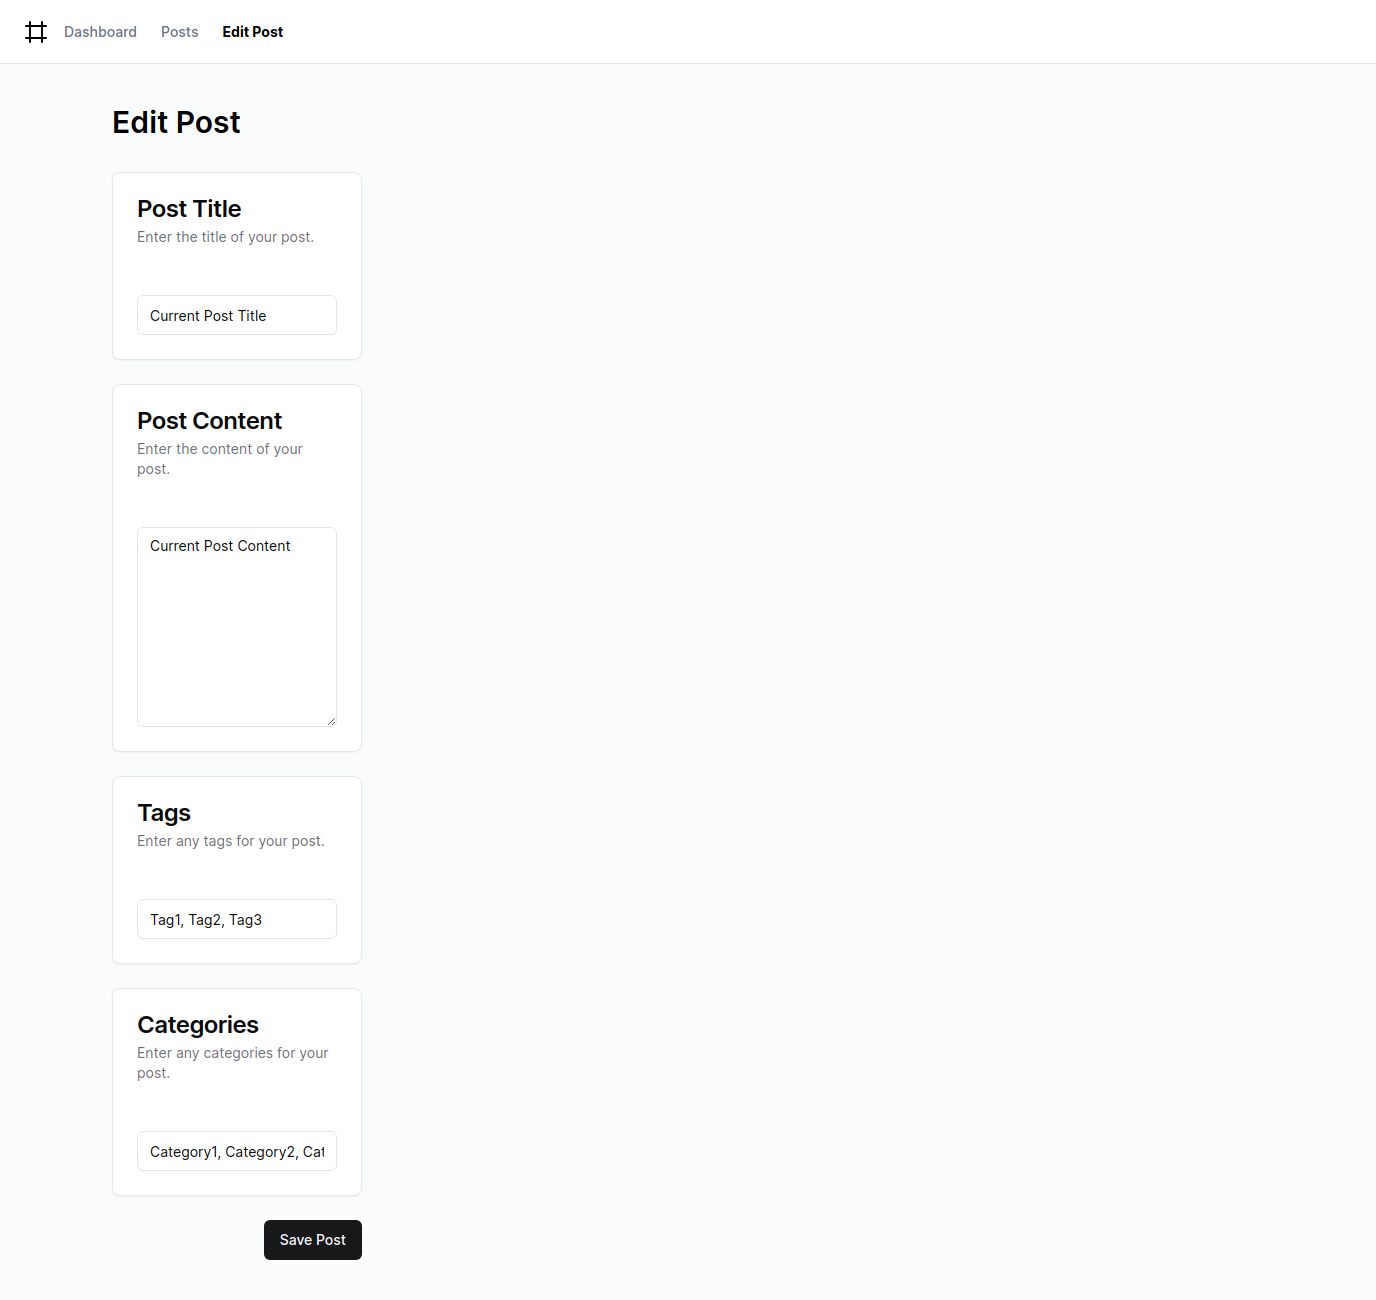 Dashboard Posts Edit Post
Edit Post
Post Title
Enter the title of your post.
Current Post Title
Post Content
Enter the content of your
post.
Current Post Content
Tags
Enter any tags for your post.
Tag1, Tag2, Tag3
Categories
Enter any categories for your
post.
Category1, Category2, Cat
Save Post